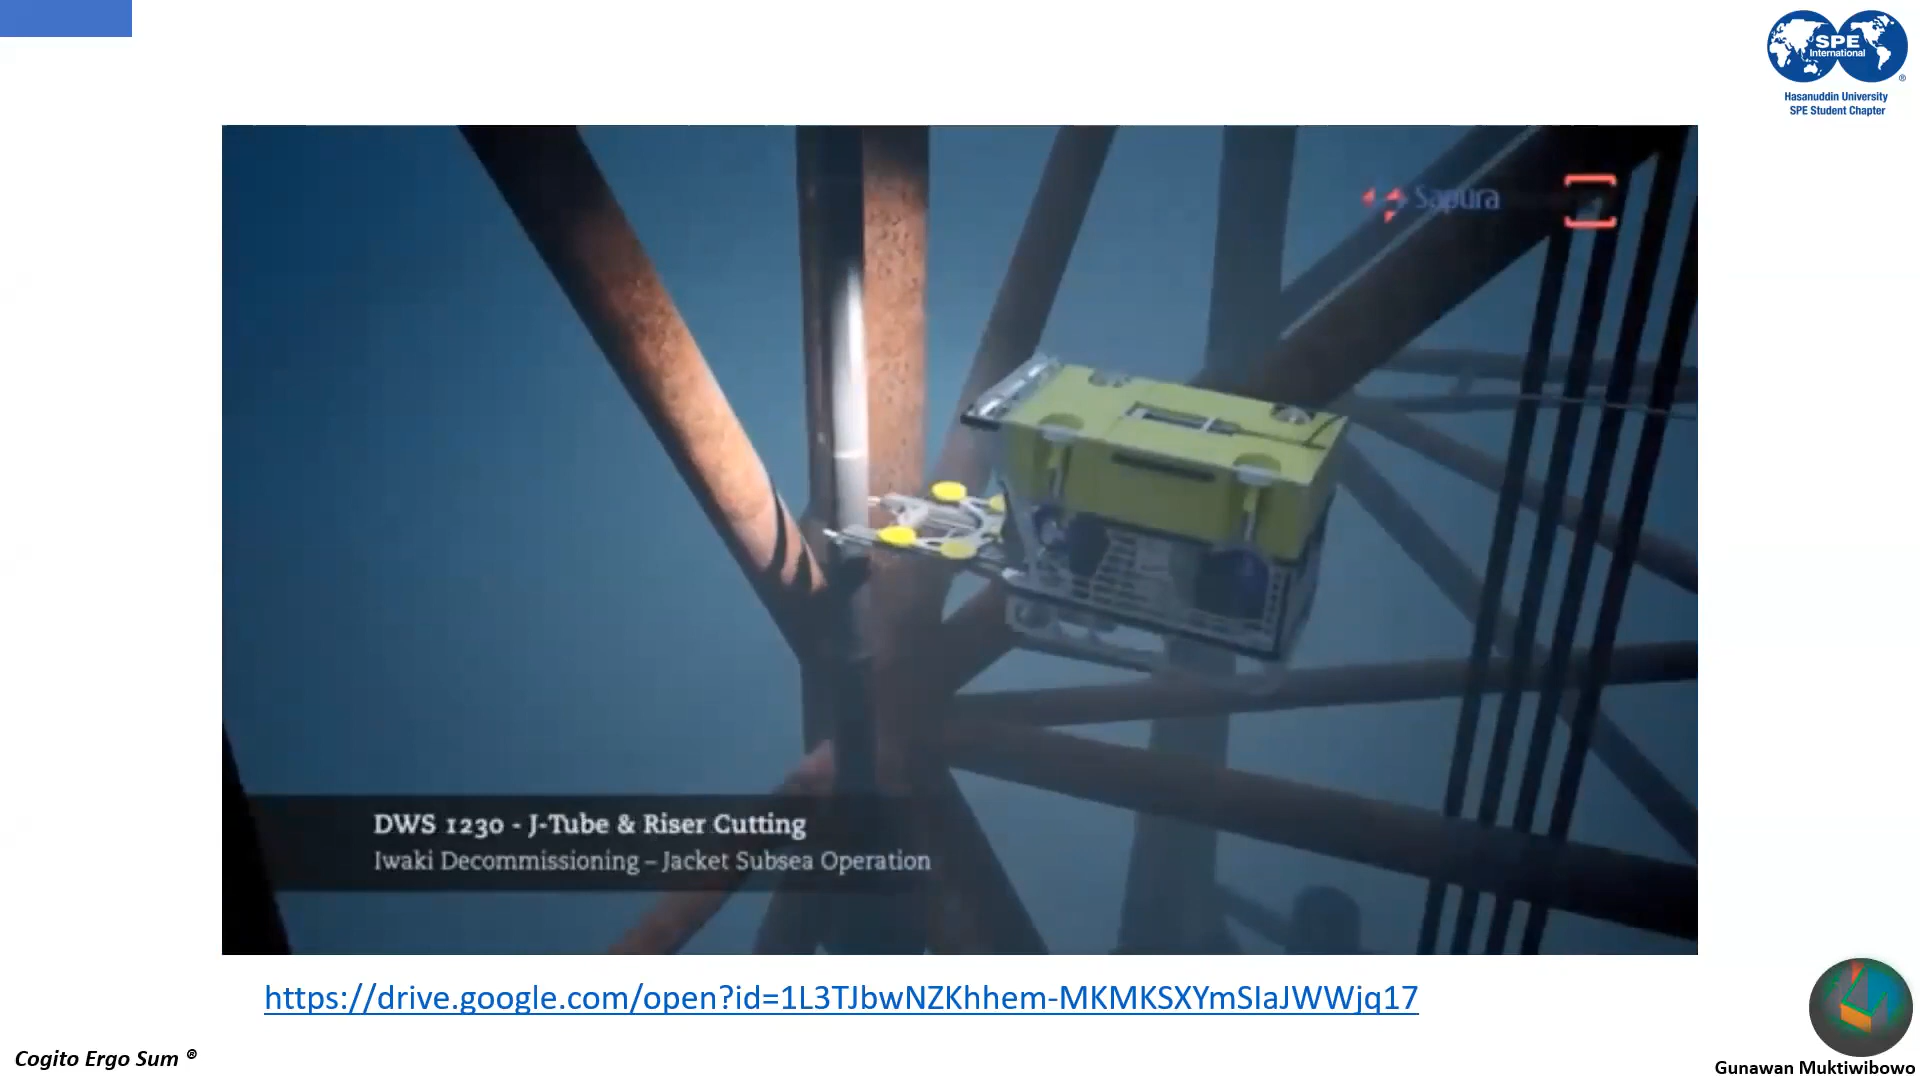 SPE
International
®
Hasanuddin University
SPE Student Chapter
Sapura
DWS 1230 - J-Tube & Riser Cutting
Iwaki Decommissioning – Jacket Subsea Operation
https://drive.google.com/open?id=1L3TJbwNZKhhem-MKMKSXYmSIaJWWjq17
Cogito Ergo Sum ®
Gunawan Muktiwibowo